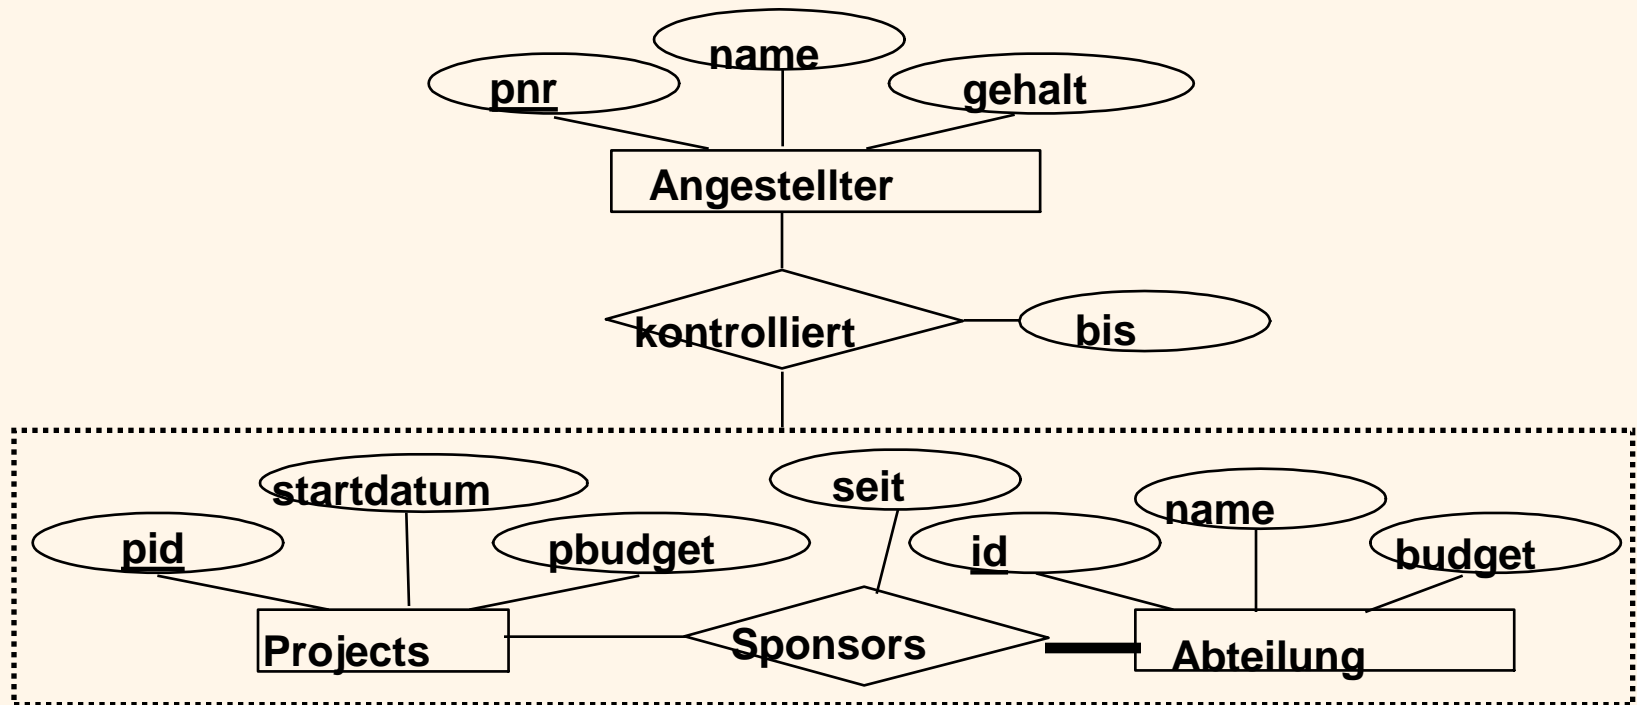 name
pnr
gehalt
Angestellter
kontrolliert
bis
startdatum
seit
name
pid
pbudget
id
budget
Projects
Sponsors
Abteilung